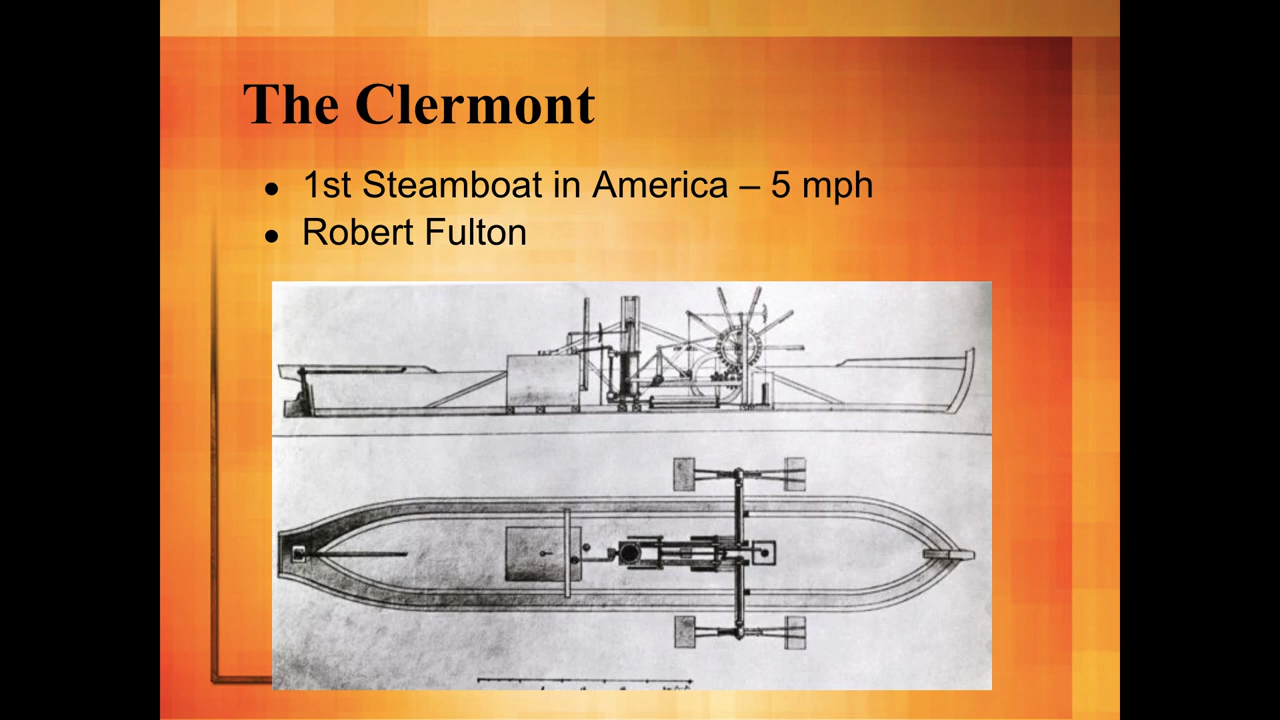 The Clermont
1st Steamboat in America – 5 mph
Robert Fulton